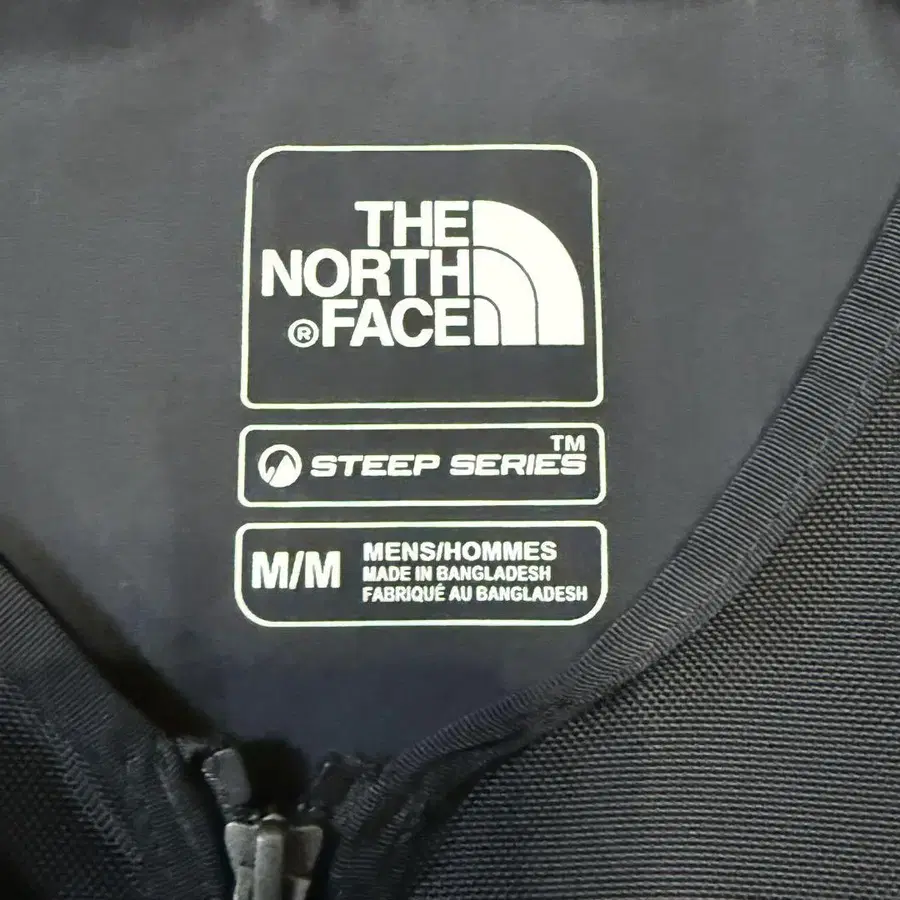 THE
NORTH
®FACE
STEEP SERIES™
M/M
MENS/HOMMES
MADE IN BANGLADESH
FABRIQUÉ AU BANGLADESH